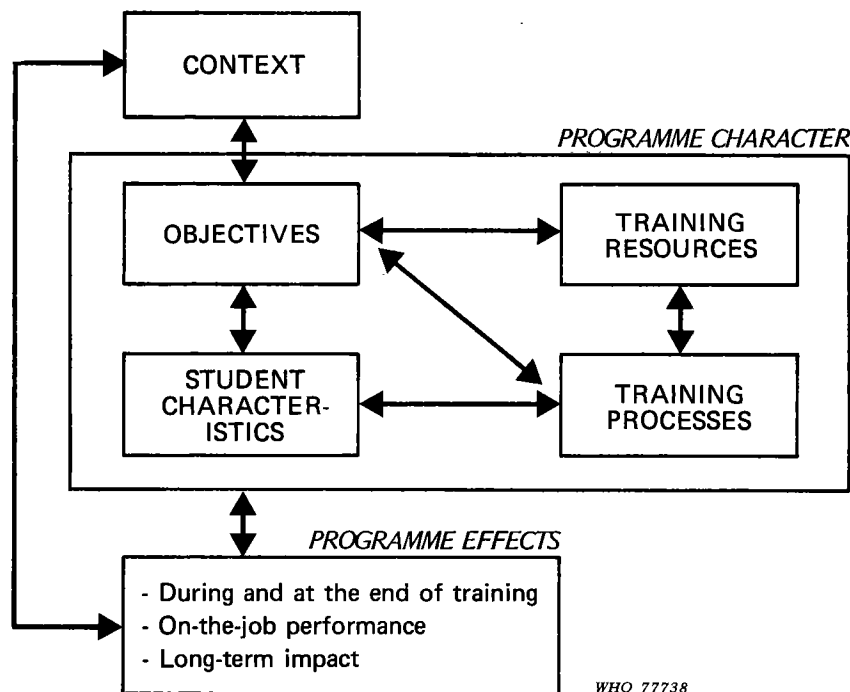 CONTEXT
PROGRAMME CHARACTER
OBJECTIVES
TRAINING
RESOURCES
STUDENT
CHARACTER-
ISTICS
TRAINING
PROCESSES
PROGRAMME EFFECTS
- During and at the end of training
- On-the-job performance
- Long-term impact
WHO 77738